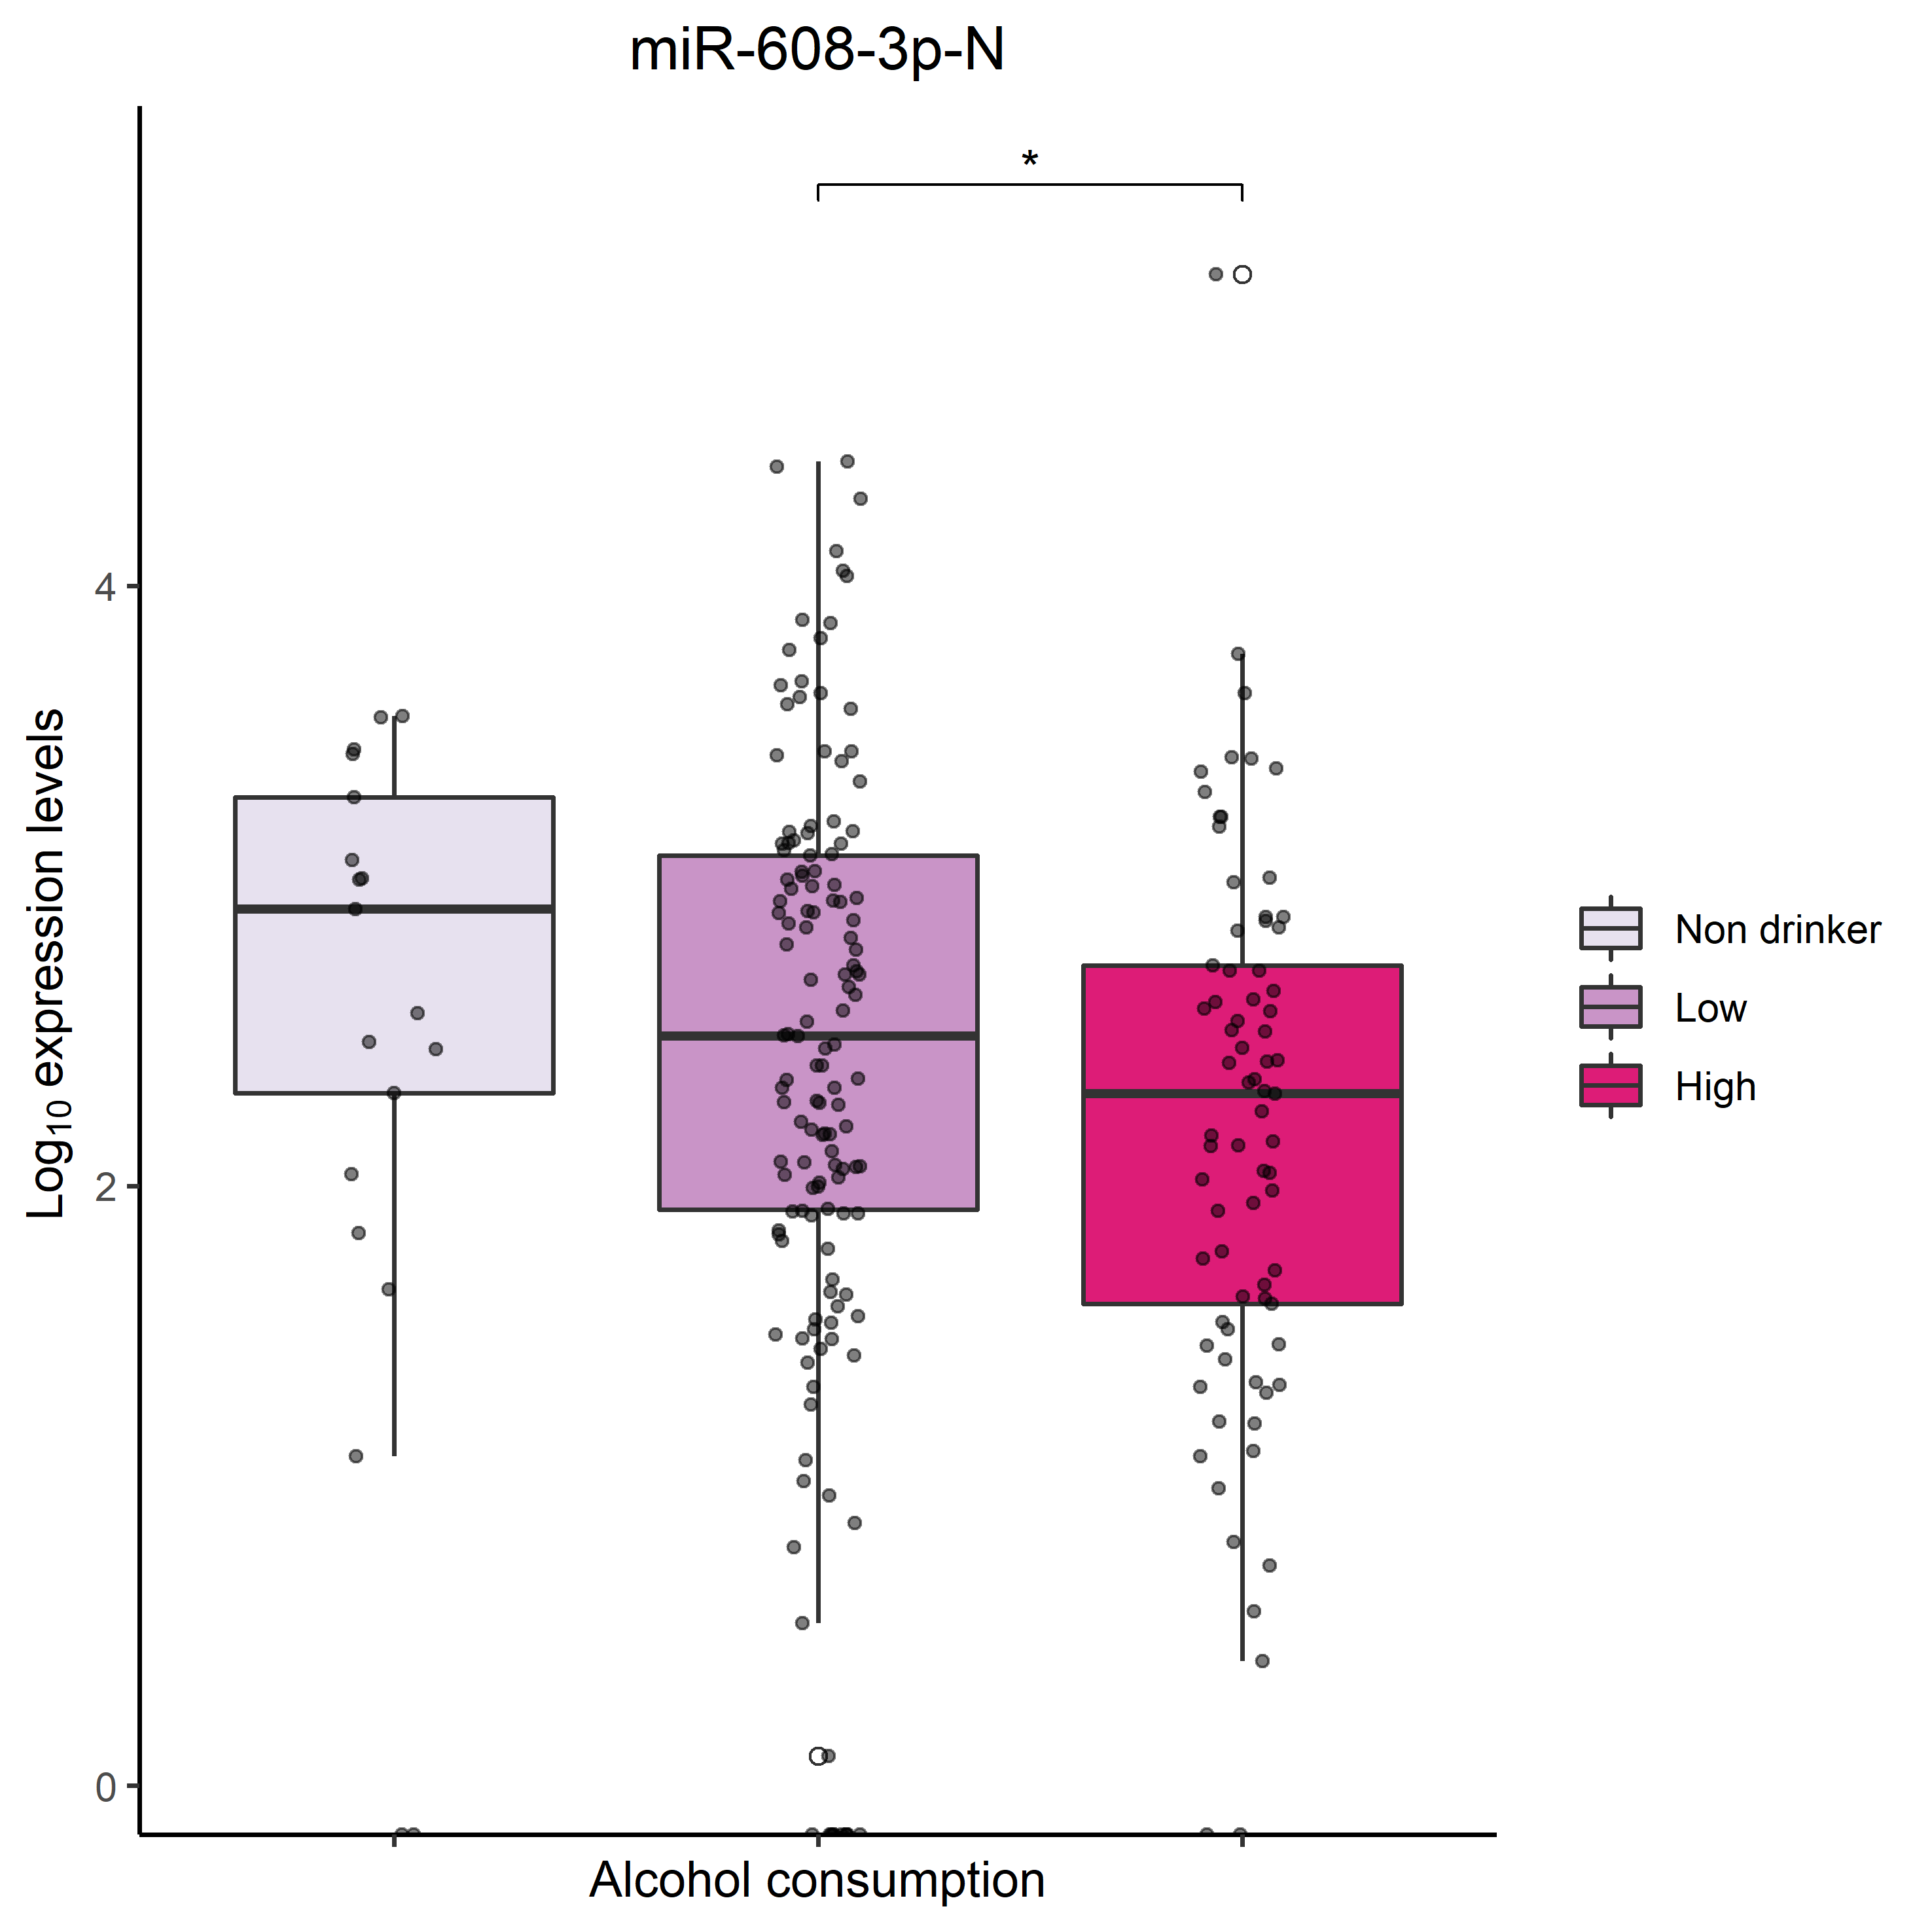 miR-608-3p-N
*
4
2
0
Log10 expression levels
Alcohol consumption
Non drinker
Low
High